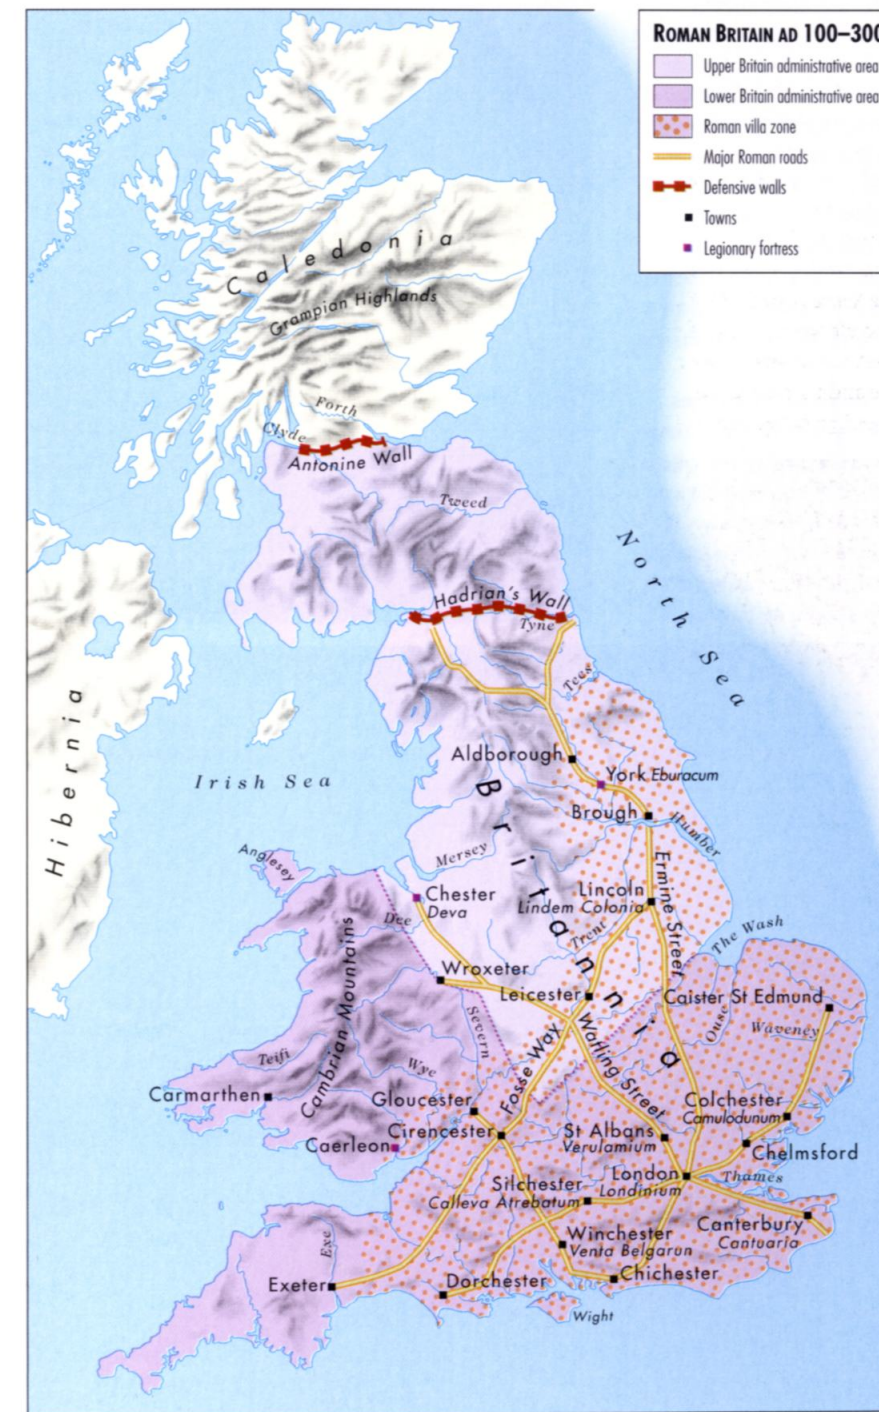 ROMAN BRITAIN AD 100–300
Upper Britain administrative area
Lower Britain administrative area
Roman villa zone
Major Roman roads
Defensive walls
Towns
Legionary fortress
Caledonia
Grampian Highlands
Forth
Clyde
Antonine Wall
Tweed
North Sea
Hadrian's Wall
Tyne
Tees
Hibernia
Irish Sea
Aldborough
York Eburacum
Britannia
Brough
Humber
Mersey
Anglesey
Chester
Deva
Dee
Lincoln
Lindem Colonia
Ermine Street
Trent
The Wash
Cambrian Mountains
Wroxeter
Leicester
Caister St Edmund
Ouse
Waveney
Severn
Teifi
Wye
Fosse Way
Watling Street
Carmarthen
Gloucester
Colchester
Camulodunum
Caerleon
Cirencester
St Albans
Verulamium
Chelmsford
Silchester
Calleva Atrebatum
London
Londinium
Thames
Winchester
Venta Belgarun
Canterbury
Cantuaria
Exe
Exeter
Dorchester
Chichester
Wight